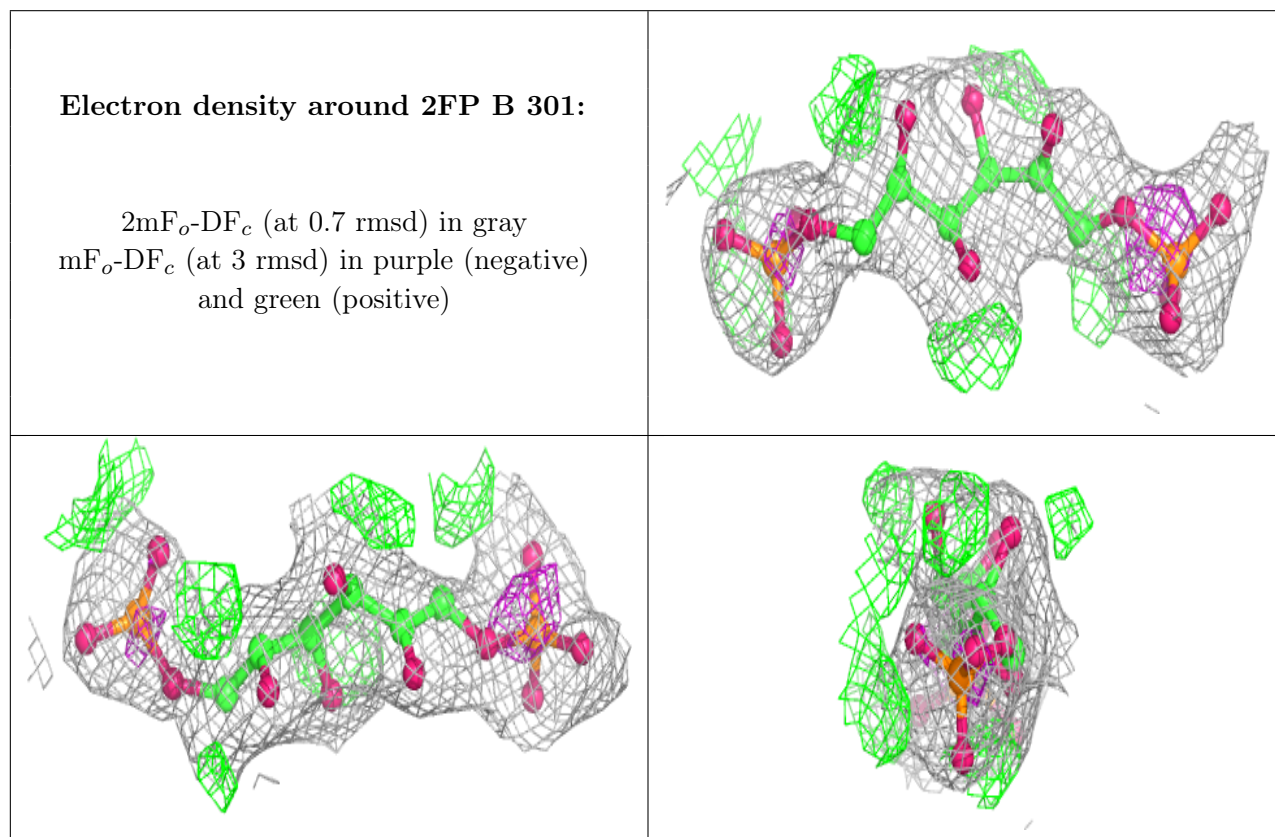 Electron density around 2FP B 301:
2mFo-DFc (at 0.7 rmsd) in gray
mFo-DFc (at 3 rmsd) in purple (negative)
and green (positive)